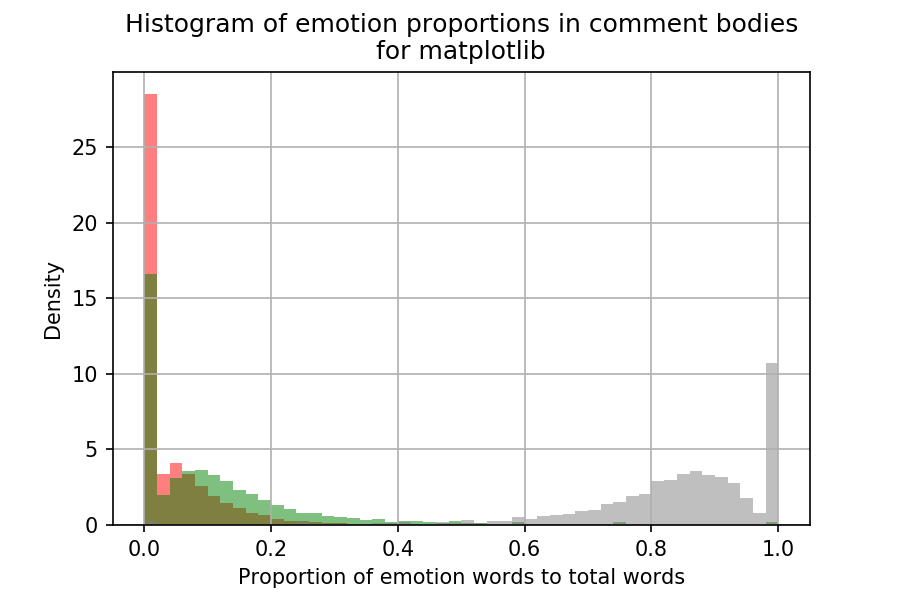 Histogram of emotion proportions in comment bodies
for matplotlib
25
20
15
10
5
0
Density
0.0 0.2 0.4 0.6 0.8 1.0
Proportion of emotion words to total words